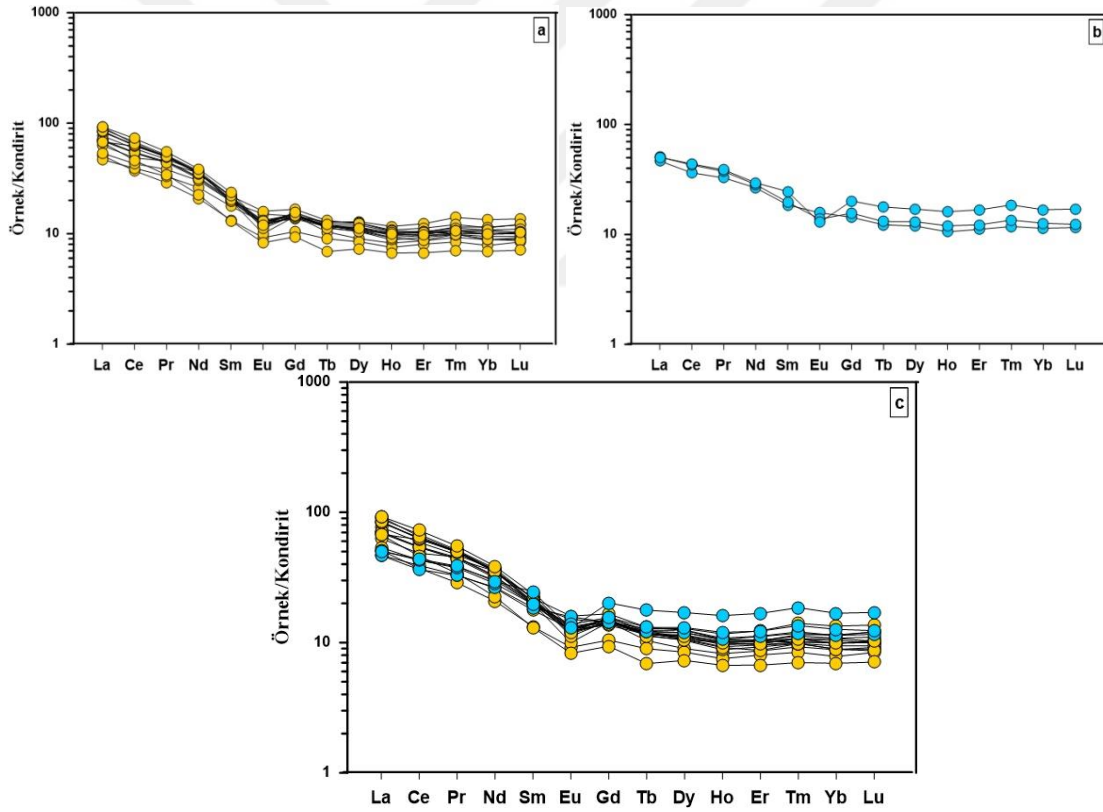 a
1000
100
10
1
Örnek/Kondirit
La Ce Pr Nd Sm Eu Gd Tb Dy Ho Er Tm Yb Lu
b
1000
100
10
1
Örnek/Kondirit
La Ce Pr Nd Sm Eu Gd Tb Dy Ho Er Tm Yb Lu
c
1000
100
10
1
Örnek/Kondirit
La Ce Pr Nd Sm Eu Gd Tb Dy Ho Er Tm Yb Lu